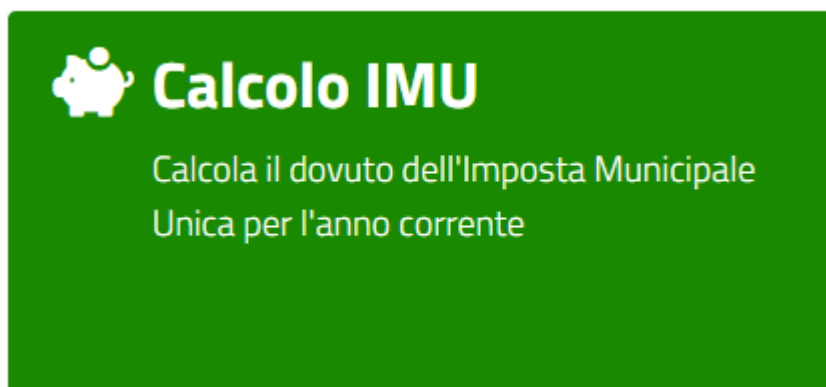 Calcolo IMU
Calcola il dovuto dell'Imposta Municipale
Unica per l'anno corrente